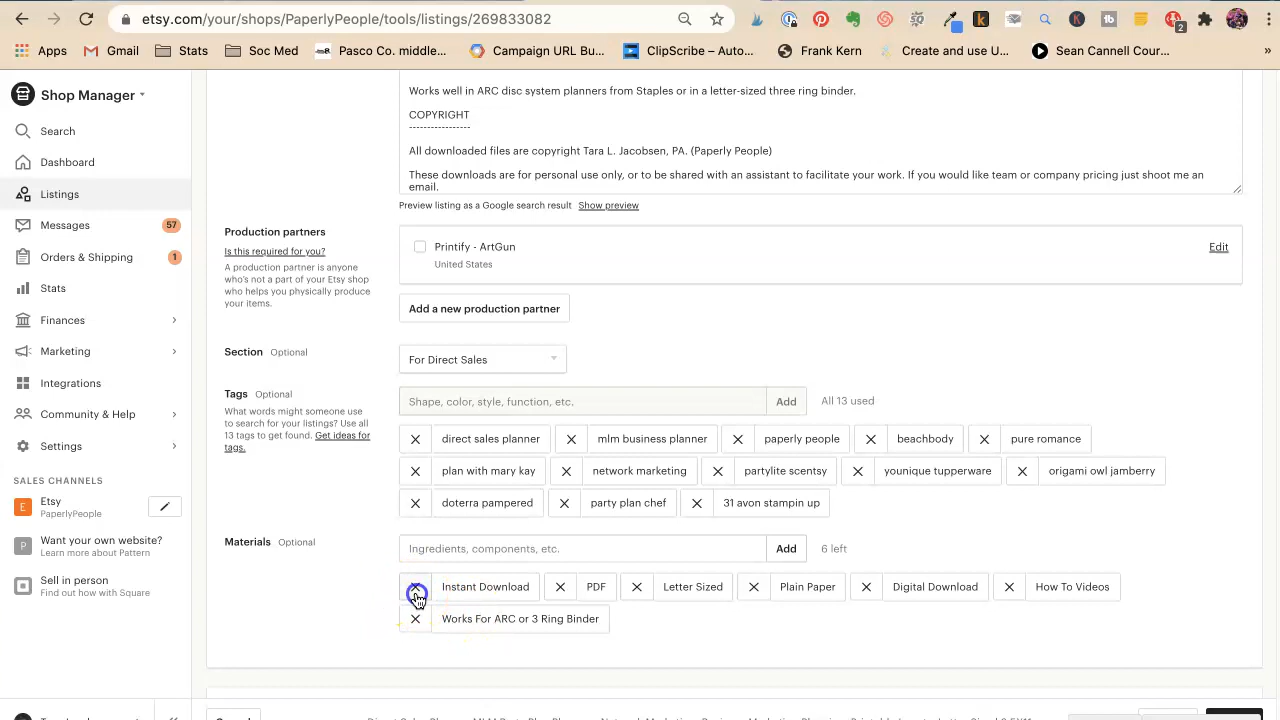 etsy.com/your/shops/PaperlyPeople/tools/listings/269833082
2
Apps Gmail Stats Soc Med Pasco Co. middle... Campaign URL Bu... ClipScribe – Auto... Frank Kern Create and use U... Sean Cannell Cour... »
Shop Manager
Search
Dashboard
Listings
Messages 57
Orders & Shipping 1
Stats
Finances
Marketing
Integrations
Community & Help
Settings
SALES CHANNELS
Etsy
PaperlyPeople
Want your own website?
Learn more about Pattern
Sell in person
Find out how with Square
Works well in ARC disc system planners from Staples or in a letter-sized three ring binder.
COPYRIGHT
-----------------
All downloaded files are copyright Tara L. Jacobsen, PA. (Paperly People)
These downloads are for personal use only, or to be shared with an assistant to facilitate your work. If you would like team or company pricing just shoot me an
email.
Preview listing as a Google search result Show preview
Production partners
Is this required for you?
A production partner is anyone
who's not a part of your Etsy shop
who helps you physically produce
your items.
Printify - ArtGun
United States
Edit
Add a new production partner
Section Optional
For Direct Sales
Tags Optional
What words might someone use
to search for your listings? Use all
13 tags to get found. Get ideas for
tags.
Shape, color, style, function, etc. Add All 13 used
direct sales planner mlm business planner paperly people beachbody pure romance
plan with mary kay network marketing partylite scentsy younique tupperware origami owl jamberry
doterra pampered party plan chef 31 avon stampin up
Materials Optional
Ingredients, components, etc. Add 6 left
Instant Download PDF Letter Sized Plain Paper Digital Download How To Videos
Works For ARC or 3 Ring Binder